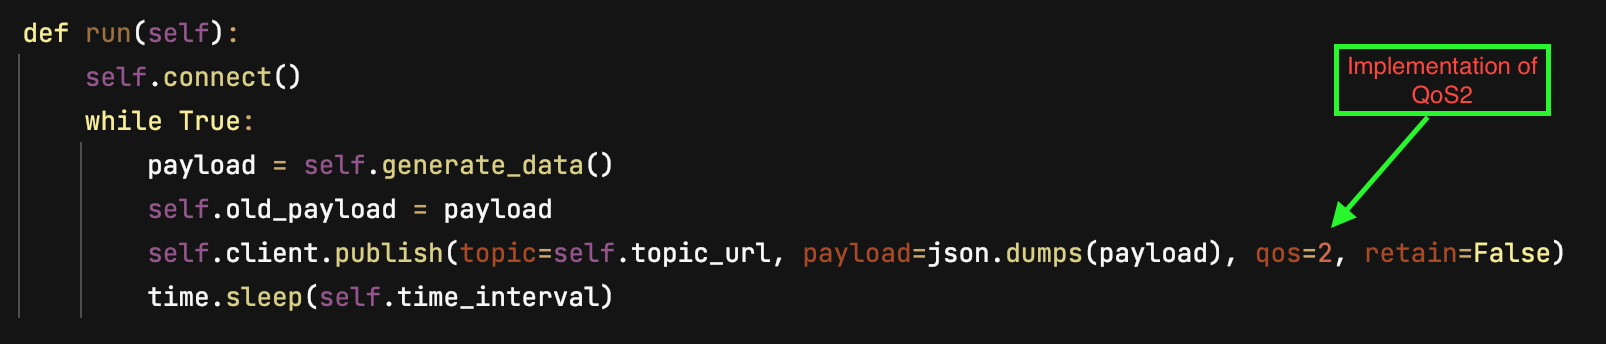 def run(self):
self.connect()
while True:
payload = self.generate_data()
self.old_payload = payload
self.client.publish(topic=self.topic_url, payload=json.dumps(payload), qos=2, retain=False)
time.sleep(self.time_interval)
Implementation of
QoS2